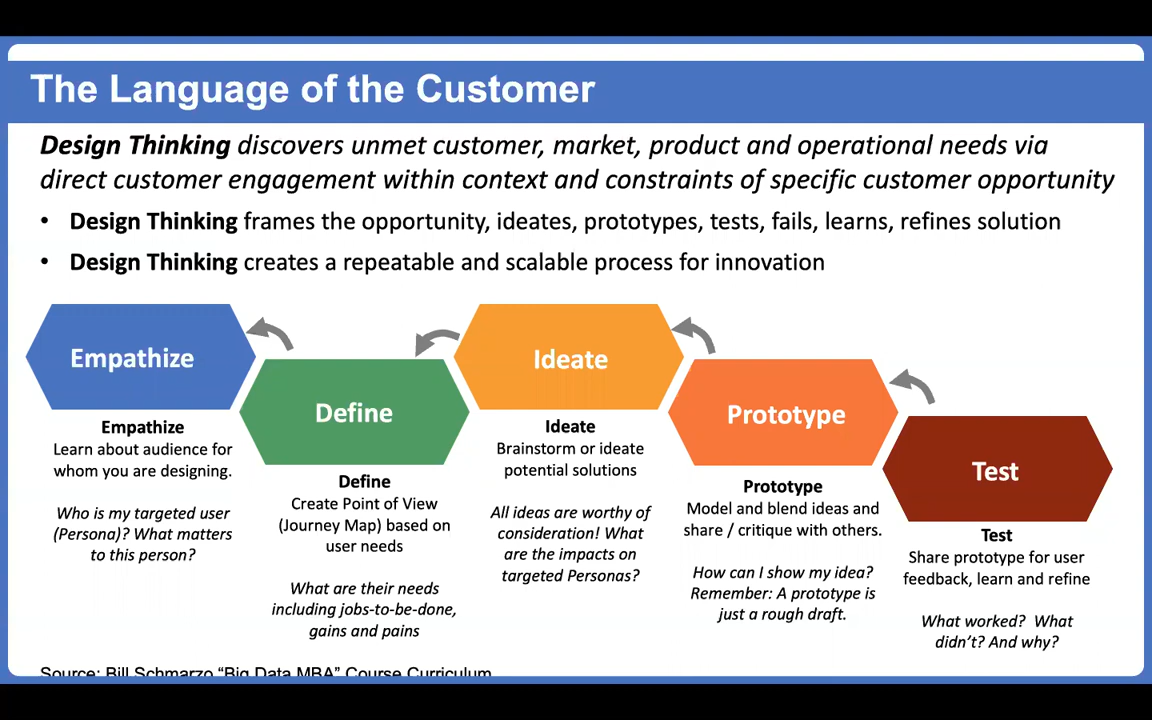 The Language of the Customer
Design Thinking discovers unmet customer, market, product and operational needs via
direct customer engagement within context and constraints of specific customer opportunity
• Design Thinking frames the opportunity, ideates, prototypes, tests, fails, learns, refines solution
• Design Thinking creates a repeatable and scalable process for innovation
Empathize
Empathize
Learn about audience for
whom you are designing.
Who is my targeted user
(Persona)? What matters
to this person?
Define
Define
Create Point of View
(Journey Map) based on
user needs
What are their needs
including jobs-to-be-done,
gains and pains
Ideate
Ideate
Brainstorm or ideate
potential solutions
All ideas are worthy of
consideration! What
are the impacts on
targeted Personas?
Prototype
Prototype
Model and blend ideas and
share / critique with others.
How can I show my idea?
Remember: A prototype is
just a rough draft.
Test
Test
Share prototype for user
feedback, learn and refine
What worked? What
didn't? And why?
Source: Bill Schmarzo "Big Data MBA" Course Curriculum